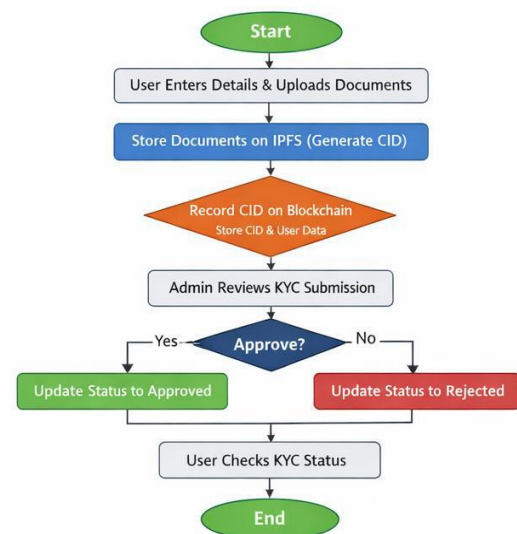 Start
User Enters Details & Uploads Documents
Store Documents on IPFS (Generate CID)
Record CID on Blockchain
Store CID & User Data
Admin Reviews KYC Submission
Yes
Approve?
No
Update Status to Approved
Update Status to Rejected
User Checks KYC Status
End